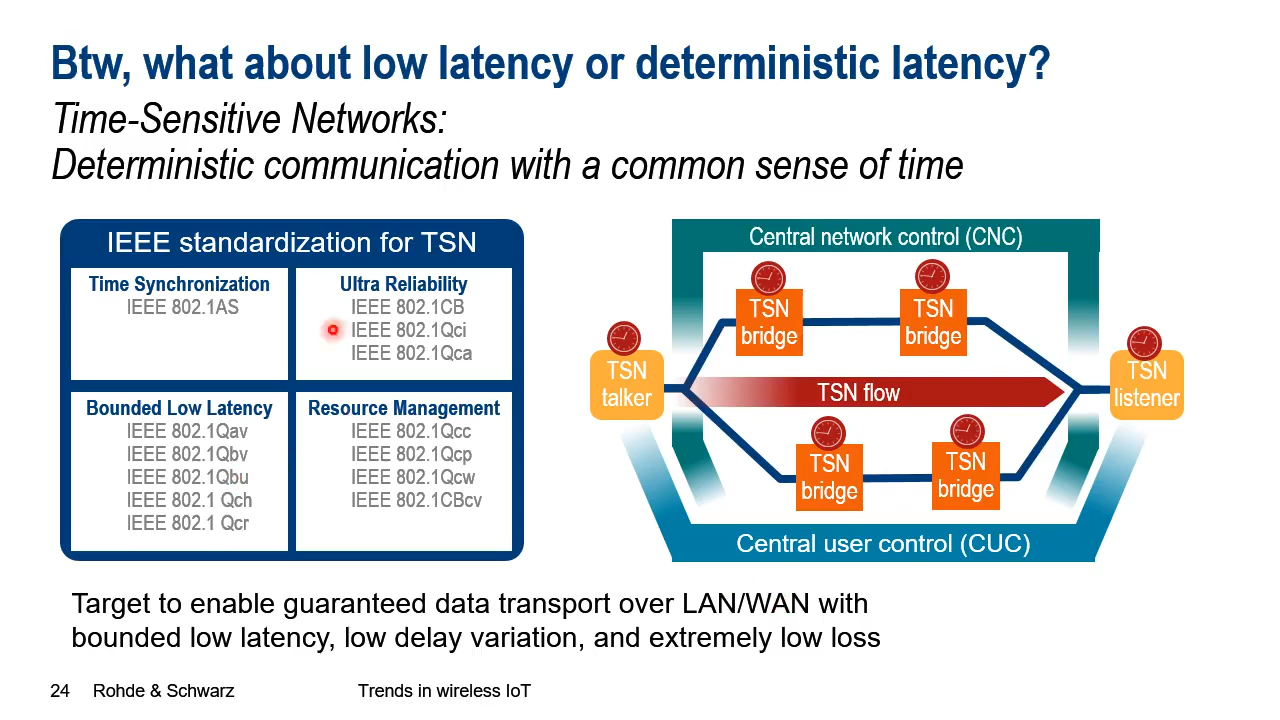 Btw, what about low latency or deterministic latency?
Time-Sensitive Networks:
Deterministic communication with a common sense of time
IEEE standardization for TSN
Time Synchronization
IEEE 802.1AS
Ultra Reliability
IEEE 802.1CB
IEEE 802.1Qci
IEEE 802.1Qca
Bounded Low Latency
IEEE 802.1Qav
IEEE 802.1Qbv
IEEE 802.1Qbu
IEEE 802.1 Qch
IEEE 802.1 Qcr
Resource Management
IEEE 802.1Qcc
IEEE 802.1Qcp
IEEE 802.1Qcw
IEEE 802.1CBcv
Central network control (CNC)
TSN
bridge
TSN
bridge
TSN
talker
TSN flow
TSN
listener
TSN
bridge
TSN
bridge
Central user control (CUC)
Target to enable guaranteed data transport over LAN/WAN with
bounded low latency, low delay variation, and extremely low loss
24 Rohde & Schwarz Trends in wireless IoT